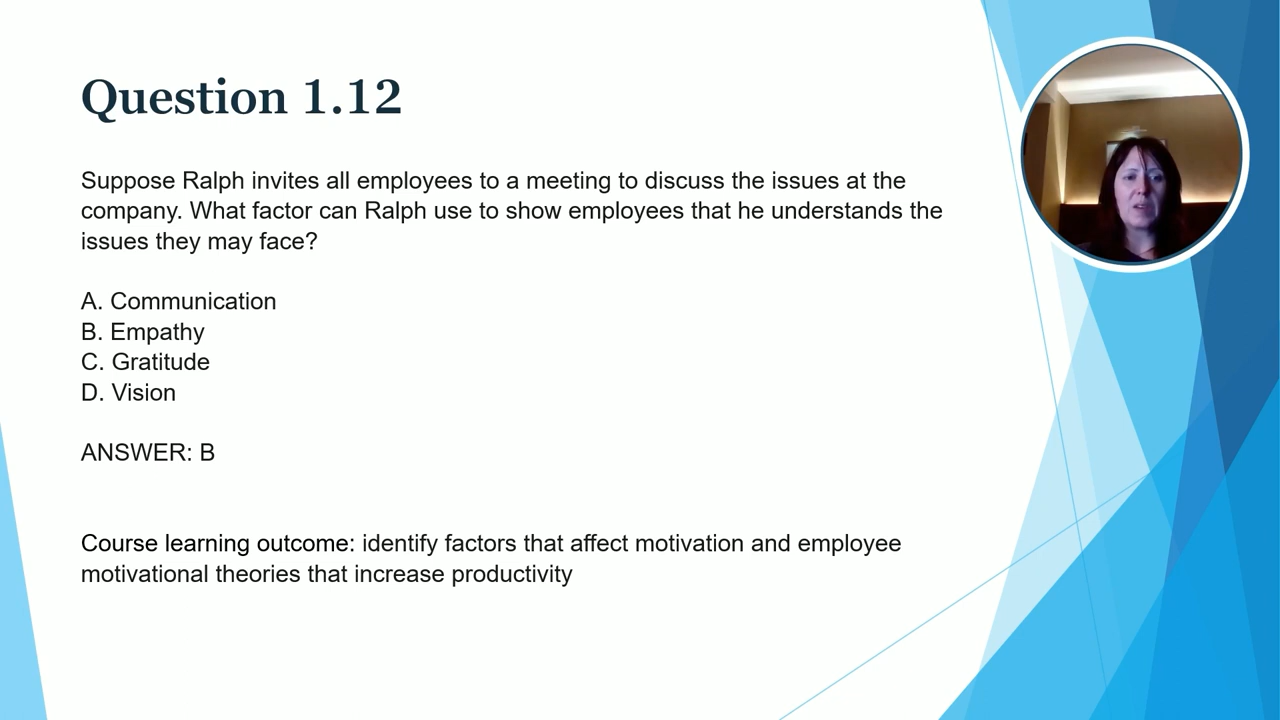 Question 1.12
Suppose Ralph invites all employees to a meeting to discuss the issues at the
company. What factor can Ralph use to show employees that he understands the
issues they may face?
A. Communication
B. Empathy
C. Gratitude
D. Vision
ANSWER: B
Course learning outcome: identify factors that affect motivation and employee
motivational theories that increase productivity